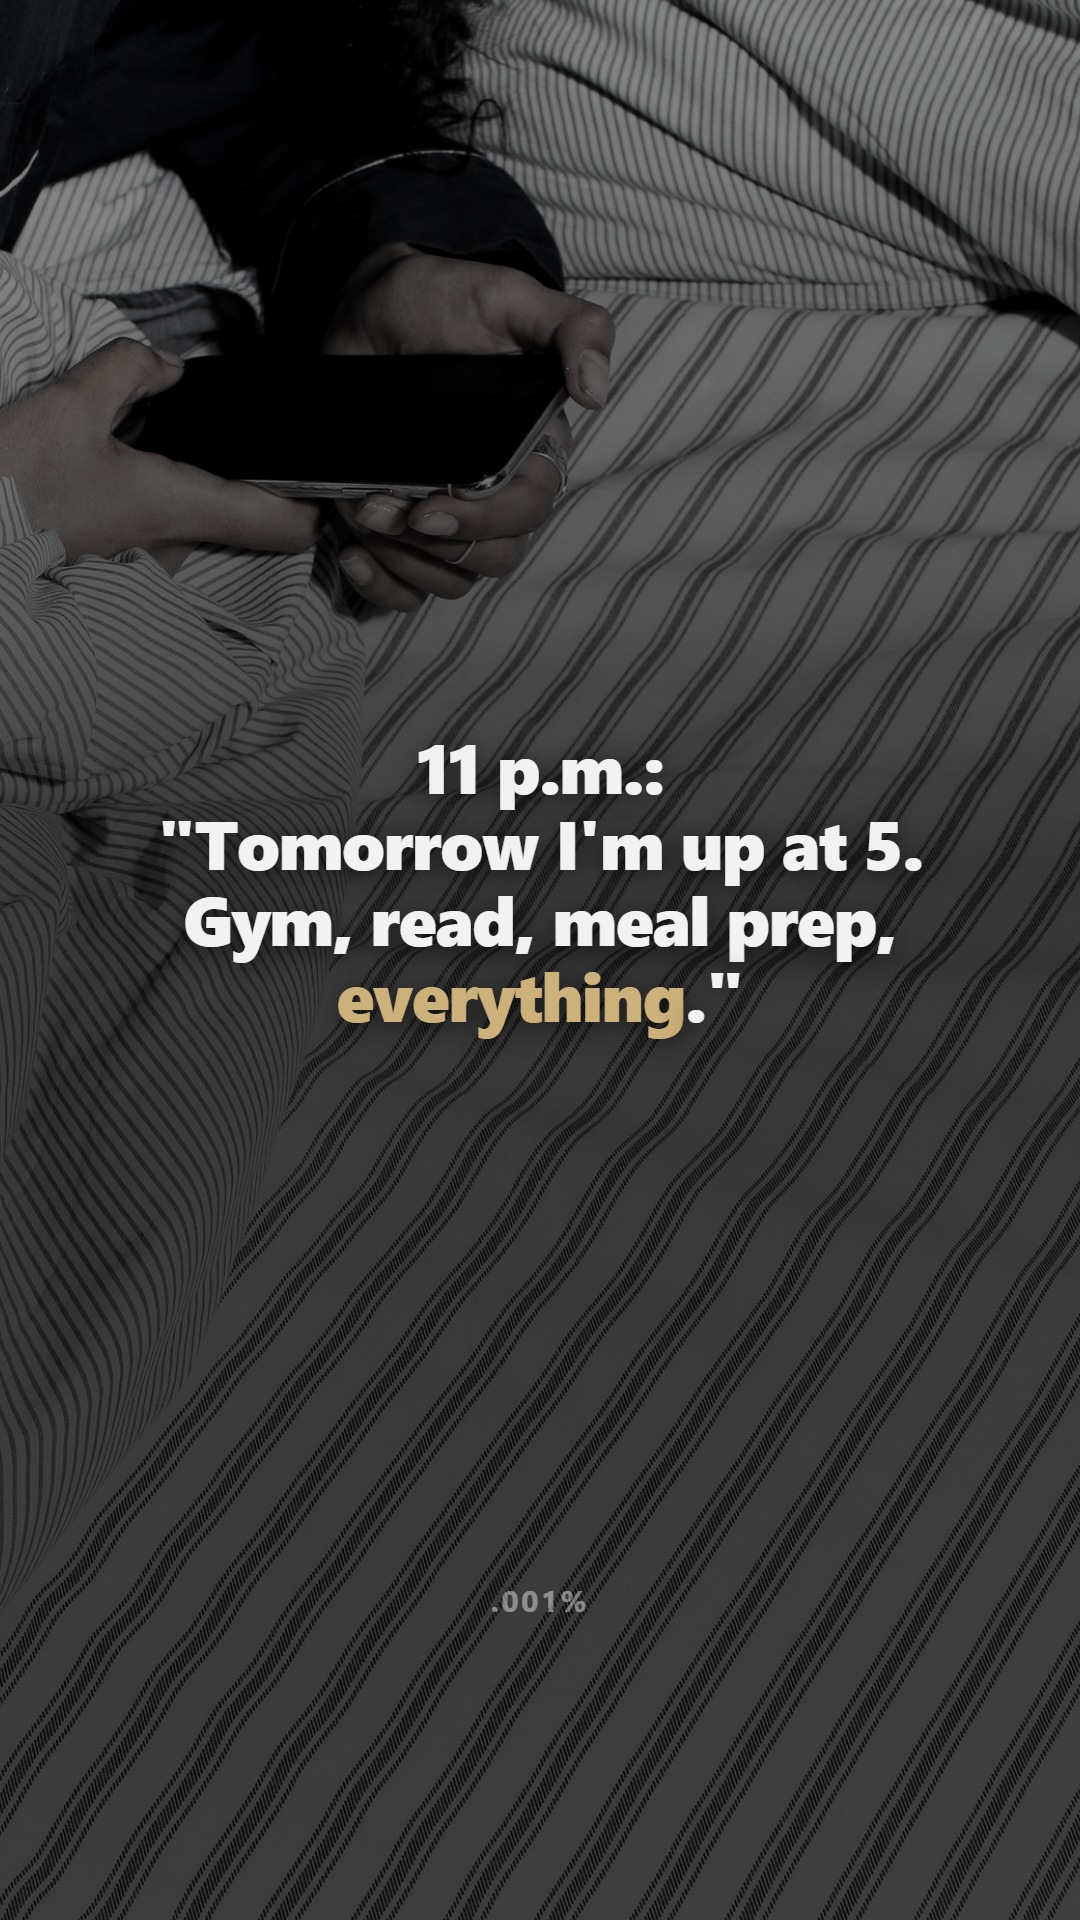 11 p.m.:
"Tomorrow I'm up at 5.
Gym, read, meal prep,
everything."
.001%